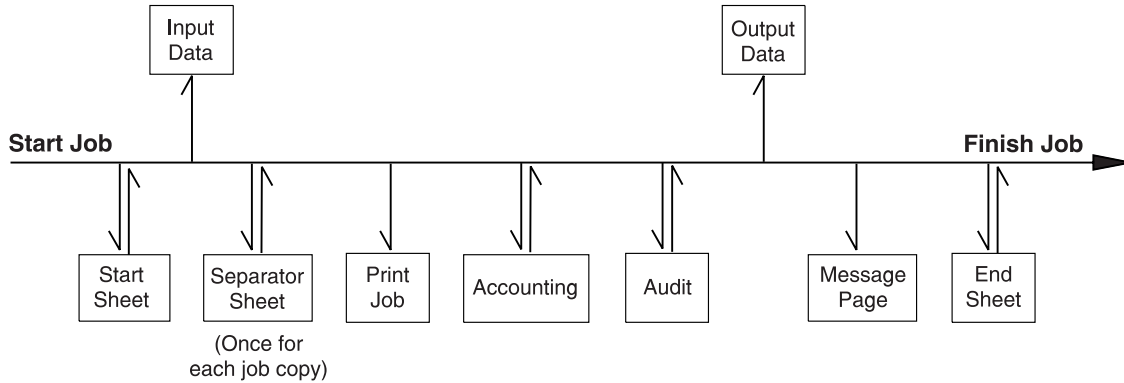 Input
Data
Output
Data
Start Job
Finish Job
Start
Sheet
Separator
Sheet
Print
Job
Accounting
Audit
Message
Page
End
Sheet
(Once for
each job copy)